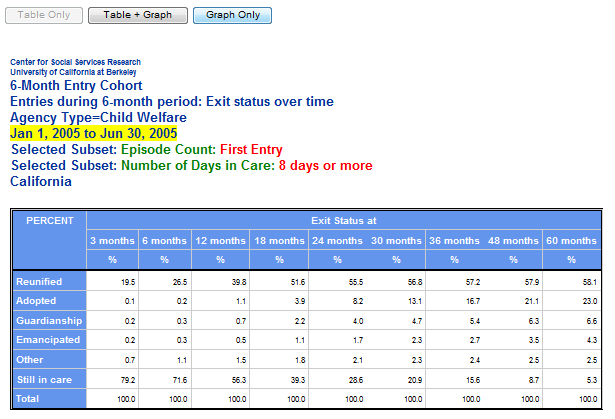 Table Only Table + Graph Graph Only
Center for Social Services Research
University of California at Berkeley
6-Month Entry Cohort
Entries during 6-month period: Exit status over time
Agency Type=Child Welfare
Jan 1, 2005 to Jun 30, 2005
Selected Subset: Episode Count: First Entry
Selected Subset: Number of Days in Care: 8 days or more
California
PERCENT Exit Status at
3 months 6 months 12 months 18 months 24 months 30 months 36 months 48 months 60 months
% % % % % % % % %
Reunified 19.5 26.5 39.8 51.6 55.5 56.8 57.2 57.9 58.1
Adopted 0.1 0.2 1.1 3.9 8.2 13.1 16.7 21.1 23.0
Guardianship 0.2 0.3 0.7 2.2 4.0 4.7 5.4 6.3 6.6
Emancipated 0.2 0.3 0.5 1.1 1.7 2.3 2.7 3.5 4.3
Other 0.7 1.1 1.5 1.8 2.1 2.3 2.4 2.5 2.5
Still in care 79.2 71.6 56.3 39.3 28.6 20.9 15.6 8.7 5.3
Total 100.0 100.0 100.0 100.0 100.0 100.0 100.0 100.0 100.0